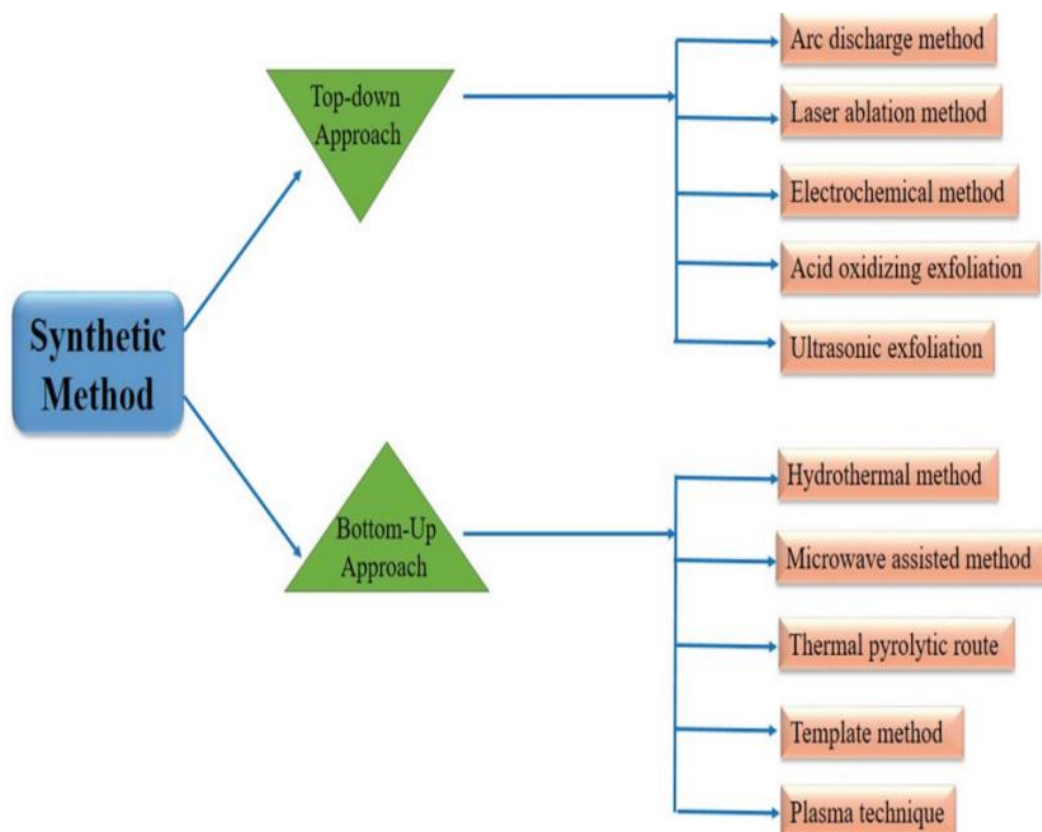 Synthetic
Method
Top-down
Approach
Arc discharge method
Laser ablation method
Electrochemical method
Acid oxidizing exfoliation
Ultrasonic exfoliation
Bottom-Up
Approach
Hydrothermal method
Microwave assisted method
Thermal pyrolytic route
Template method
Plasma technique